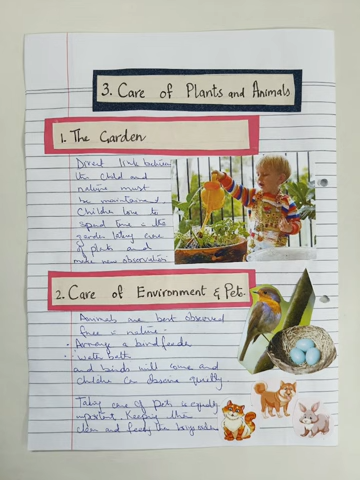 3. Care of Plants and Animals
1. The Garden
Direct link between
the child and
nature must
be maintained
Children love to
spend time in the
garden taking care
of plants and
make new observation
2. Care of Environment & Pets.
Animals are best observed
free in nature.
Arrange a bird feeder
water bath
and birds will come and
children can observe quietly
Taking care of pets is equally
important. Keeping them
clean and feeding